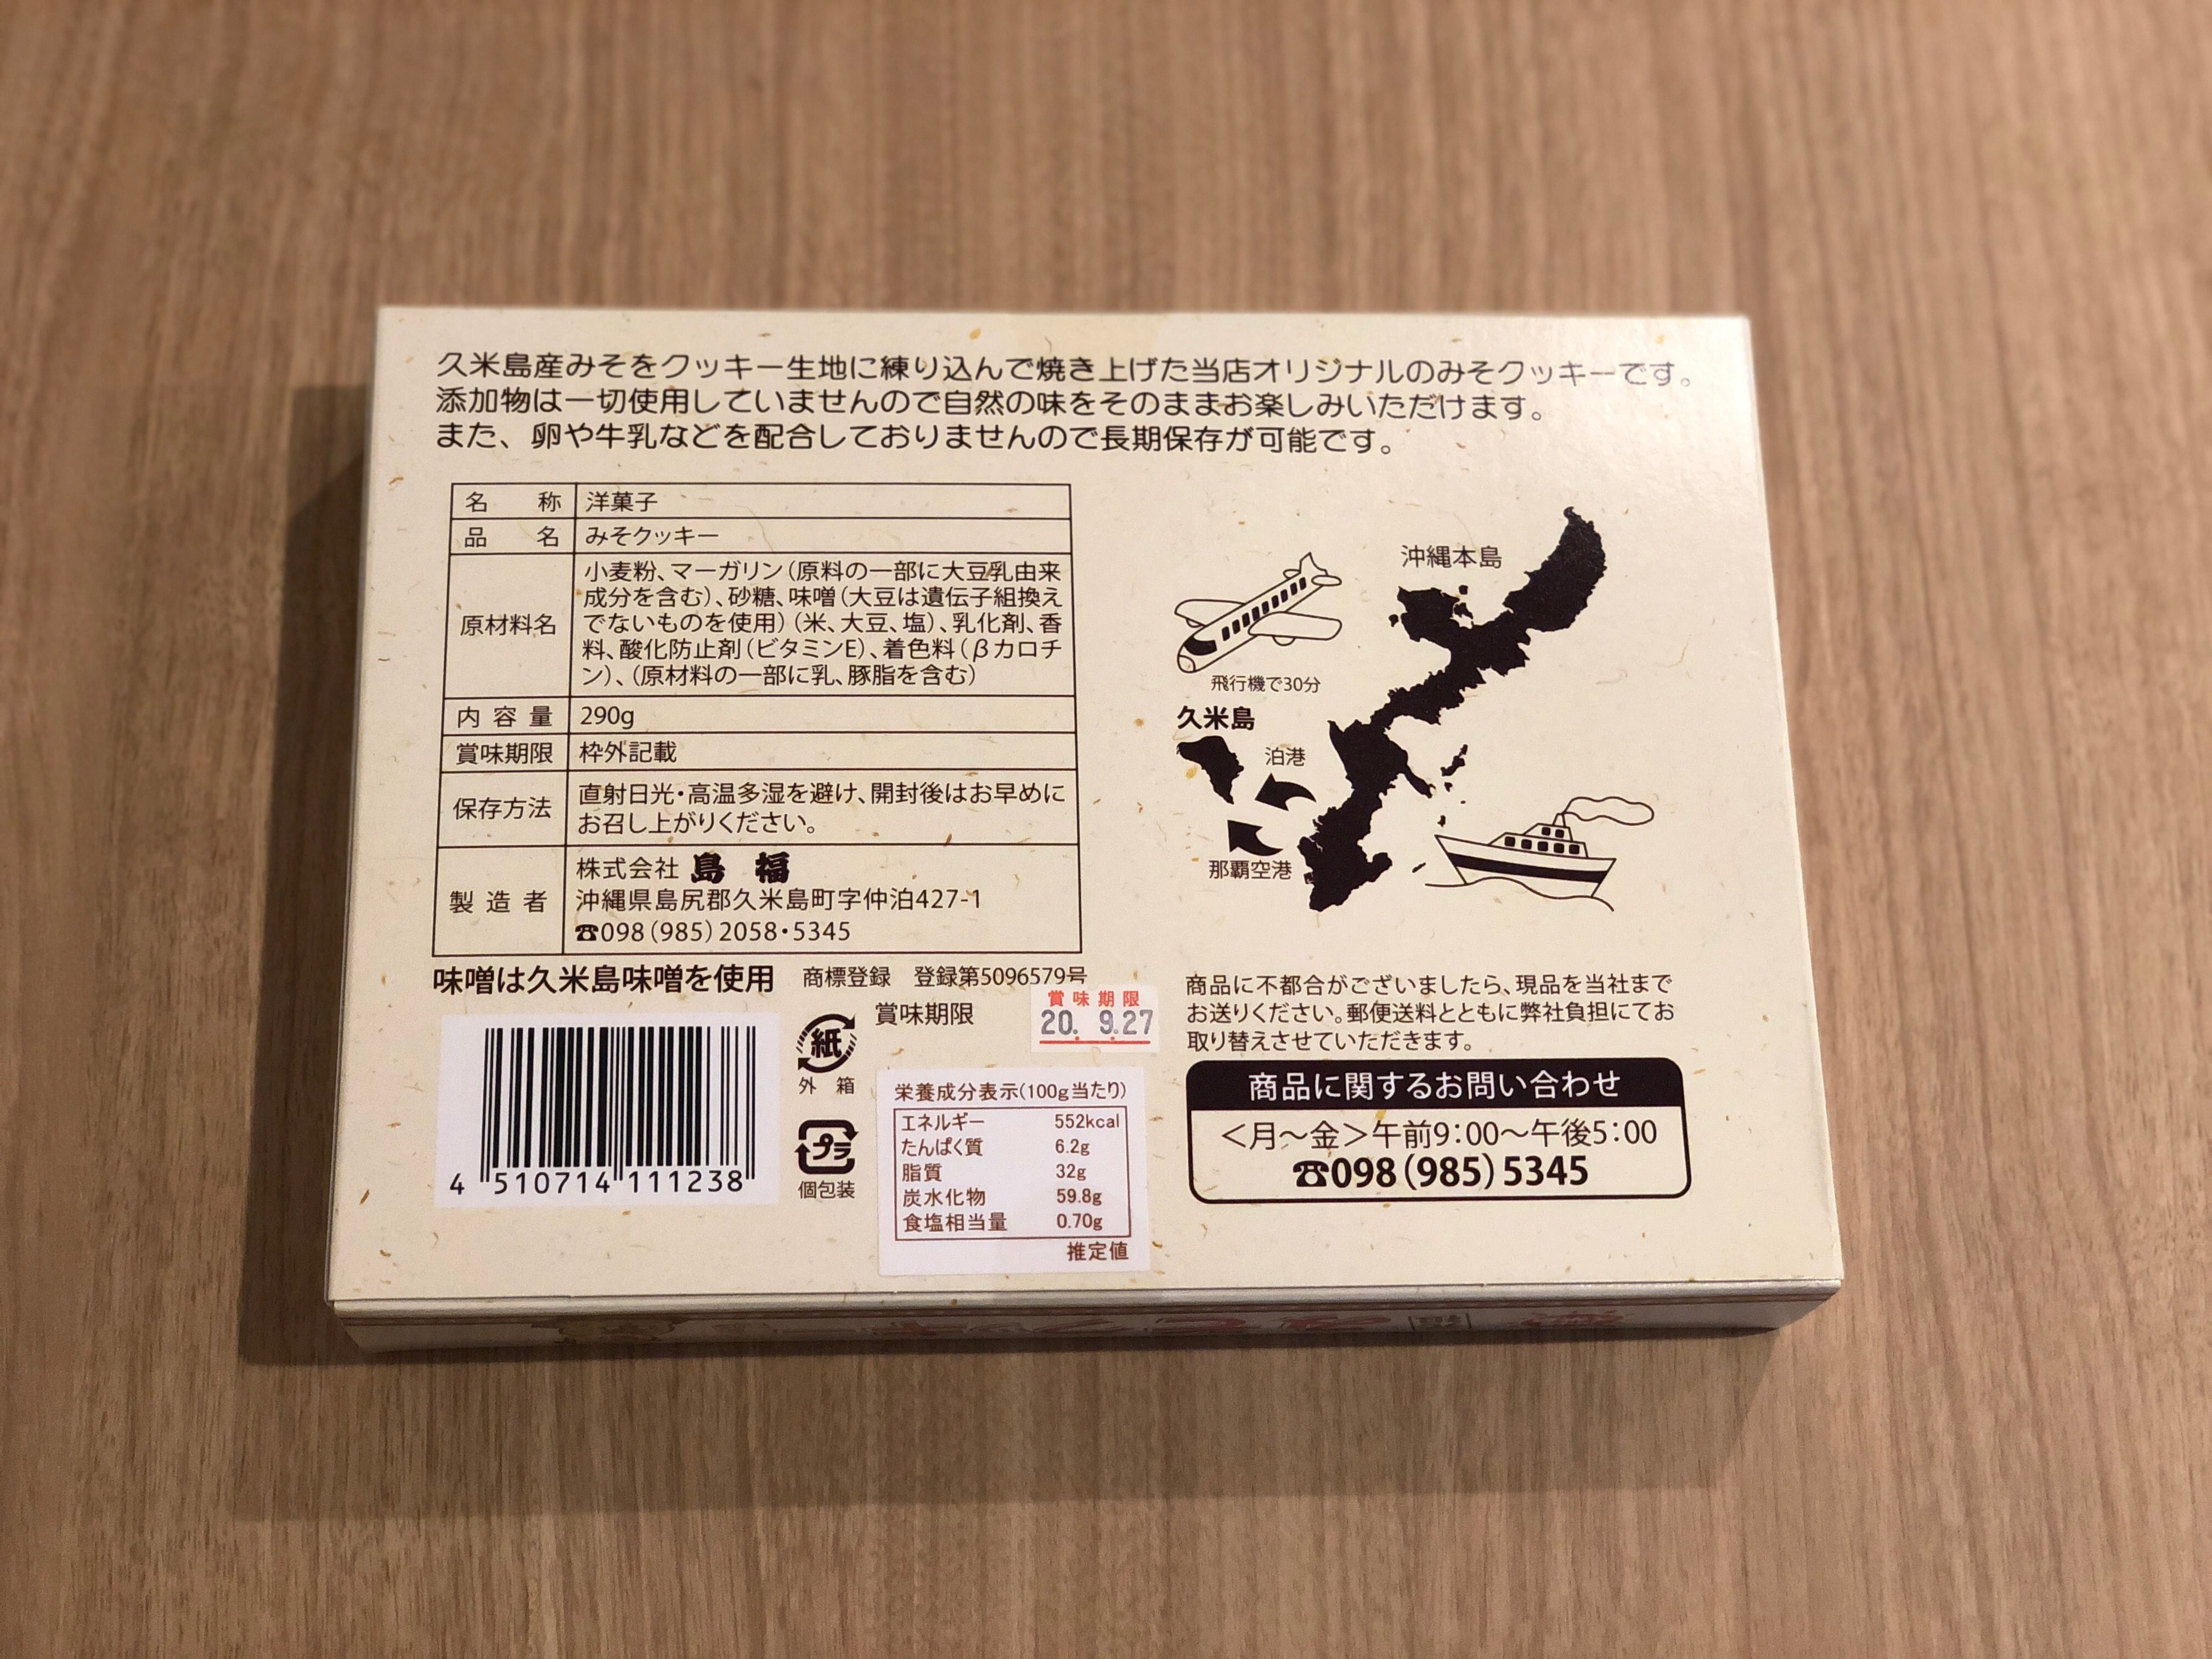 久米島産みそをクッキー生地に練り込んで焼き上げた当店オリジナルのみそクッキーです。
添加物は一切使用していませんので自然の味をそのままお楽しみいただけます。
また、卵や牛乳などを配合しておりませんので長期保存が可能です。
名 称 洋菓子
品 名 みそクッキー
原材料名 小麦粉、マーガリン(原料の一部に大豆乳由来
成分を含む)、砂糖、味噌(大豆は遺伝子組換え
でないものを使用)(米、大豆、塩)、乳化剤、香
料、酸化防止剤(ビタミンE)、着色料(βカロチ
ン)、(原材料の一部に乳、豚脂を含む)
内容量 290g
賞味期限 枠外記載
保存方法 直射日光・高温多湿を避け、開封後はお早めに
お召し上がりください。
製造者 株式会社 島福
沖縄県島尻郡久米島町字仲泊427-1
☎098(985)2058・5345
味噌は久米島味噌を使用 商標登録 登録第5096579号
賞味期限
賞味期限
20. 9.27
紙
外 箱
プラ
個包装
4 510714 111238
栄養成分表示(100g当たり)
エネルギー 552kcal
たんぱく質 6.2g
脂質 32g
炭水化物 59.8g
食塩相当量 0.70g
推定値
沖縄本島
飛行機で30分
久米島
泊港
那覇空港
商品に不都合がございましたら、現品を当社まで
お送りください。郵便送料とともに弊社負担にてお
取り替えさせていただきます。
商品に関するお問い合わせ
<月～金>午前9:00～午後5:00
☎098(985)5345